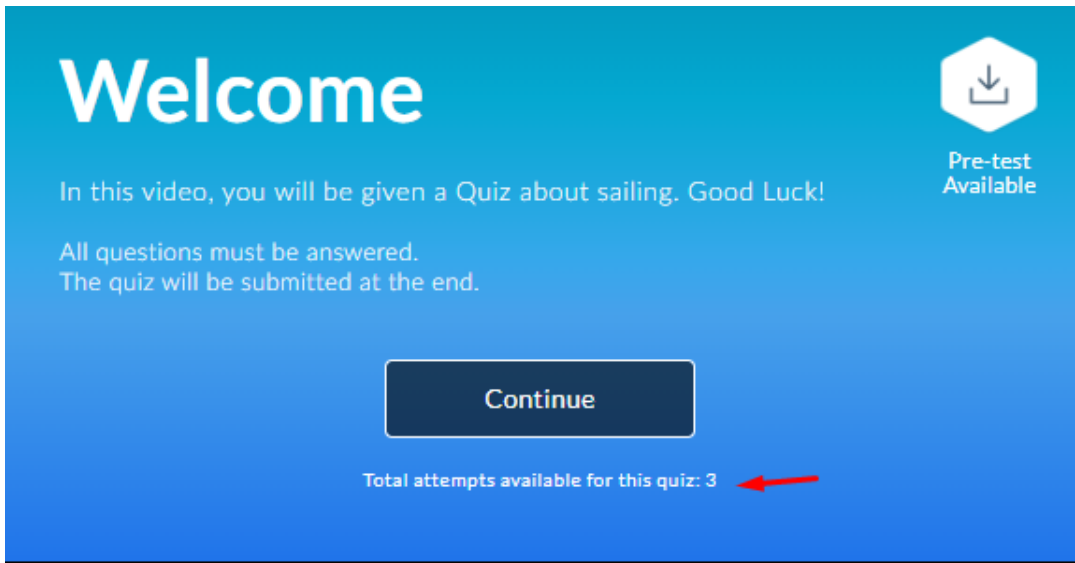 Welcome
Pre-test
Available
In this video, you will be given a Quiz about sailing. Good Luck!
All questions must be answered.
The quiz will be submitted at the end.
Continue
Total attempts available for this quiz: 3